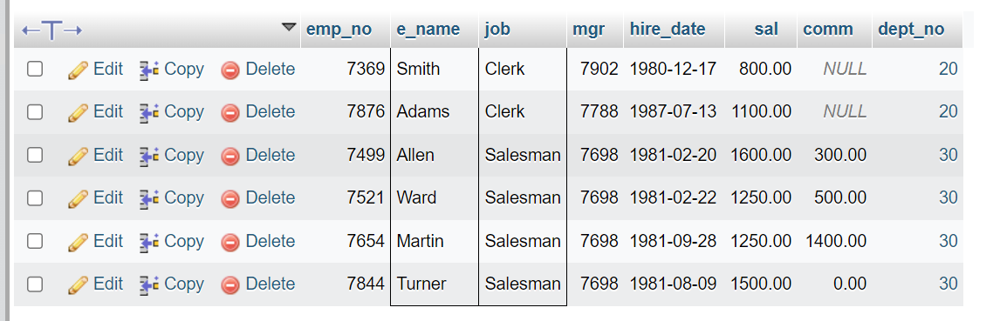 emp_no e_name job mgr hire_date sal comm dept_no
Edit Copy Delete 7369 Smith Clerk 7902 1980-12-17 800.00 NULL 20
Edit Copy Delete 7876 Adams Clerk 7788 1987-07-13 1100.00 NULL 20
Edit Copy Delete 7499 Allen Salesman 7698 1981-02-20 1600.00 300.00 30
Edit Copy Delete 7521 Ward Salesman 7698 1981-02-22 1250.00 500.00 30
Edit Copy Delete 7654 Martin Salesman 7698 1981-09-28 1250.00 1400.00 30
Edit Copy Delete 7844 Turner Salesman 7698 1981-08-09 1500.00 0.00 30